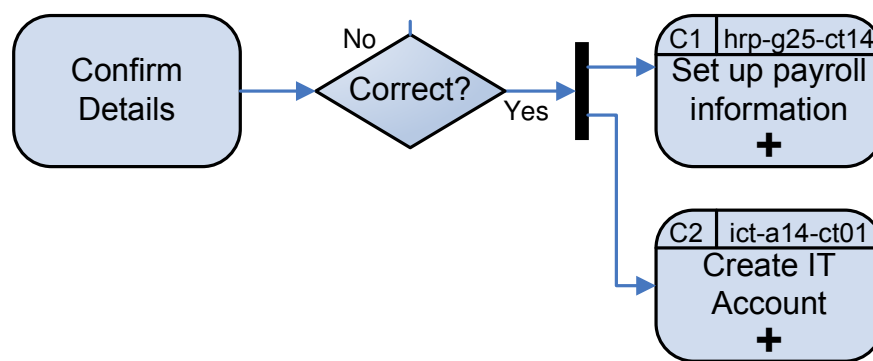 Confirm
Details
No
Correct?
Yes
C1 hrp-g25-ct14
Set up payroll
information
C2 ict-a14-ct01
Create IT
Account